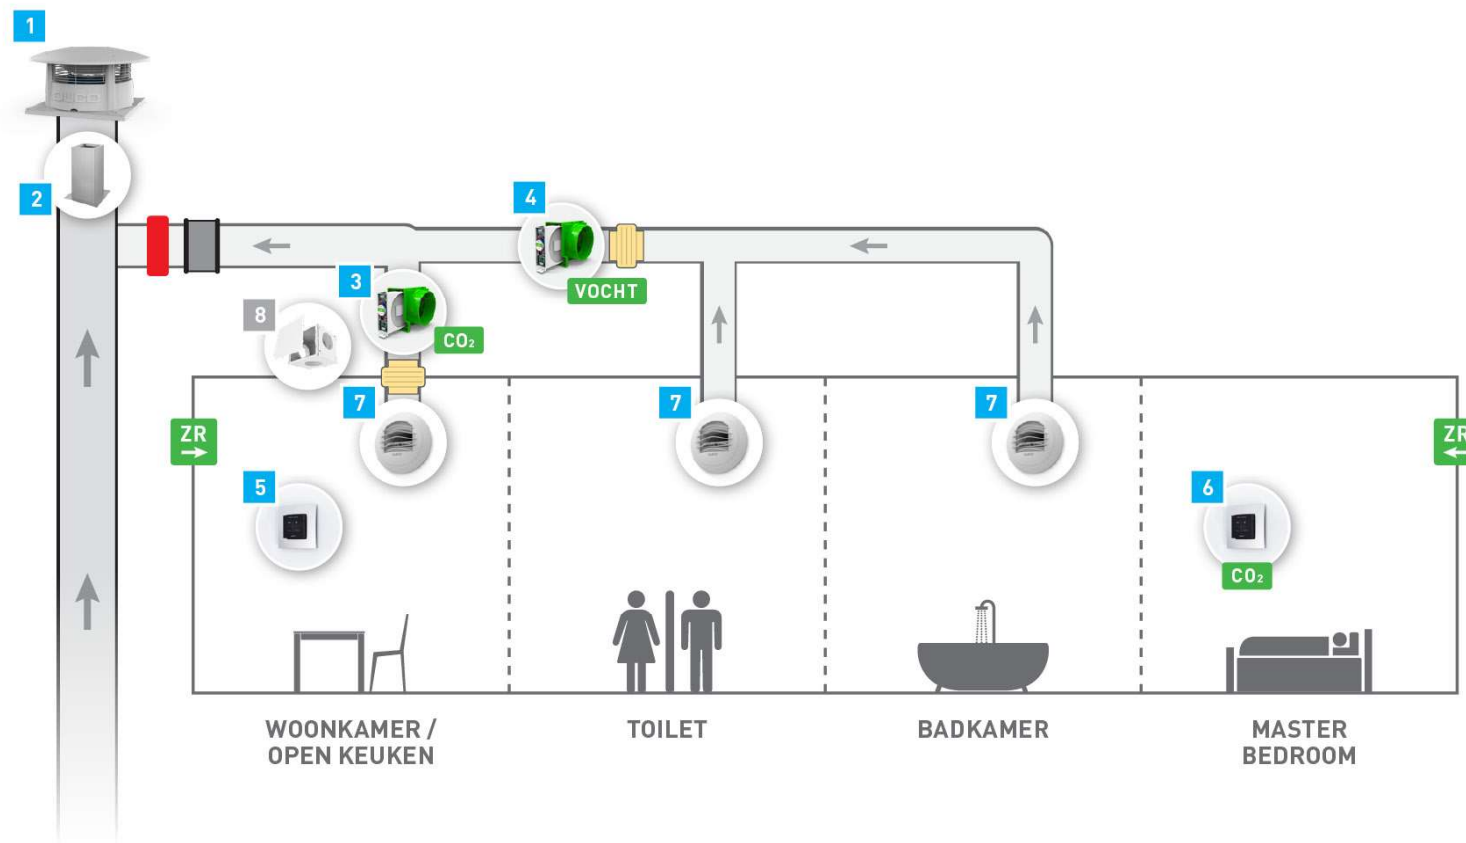 1
2
4
VOCHT
3
8
CO₂
7
7
7
ZR
ZR
5
6
CO₂
WOONKAMER /
OPEN KEUKEN
TOILET
BADKAMER
MASTER
BEDROOM